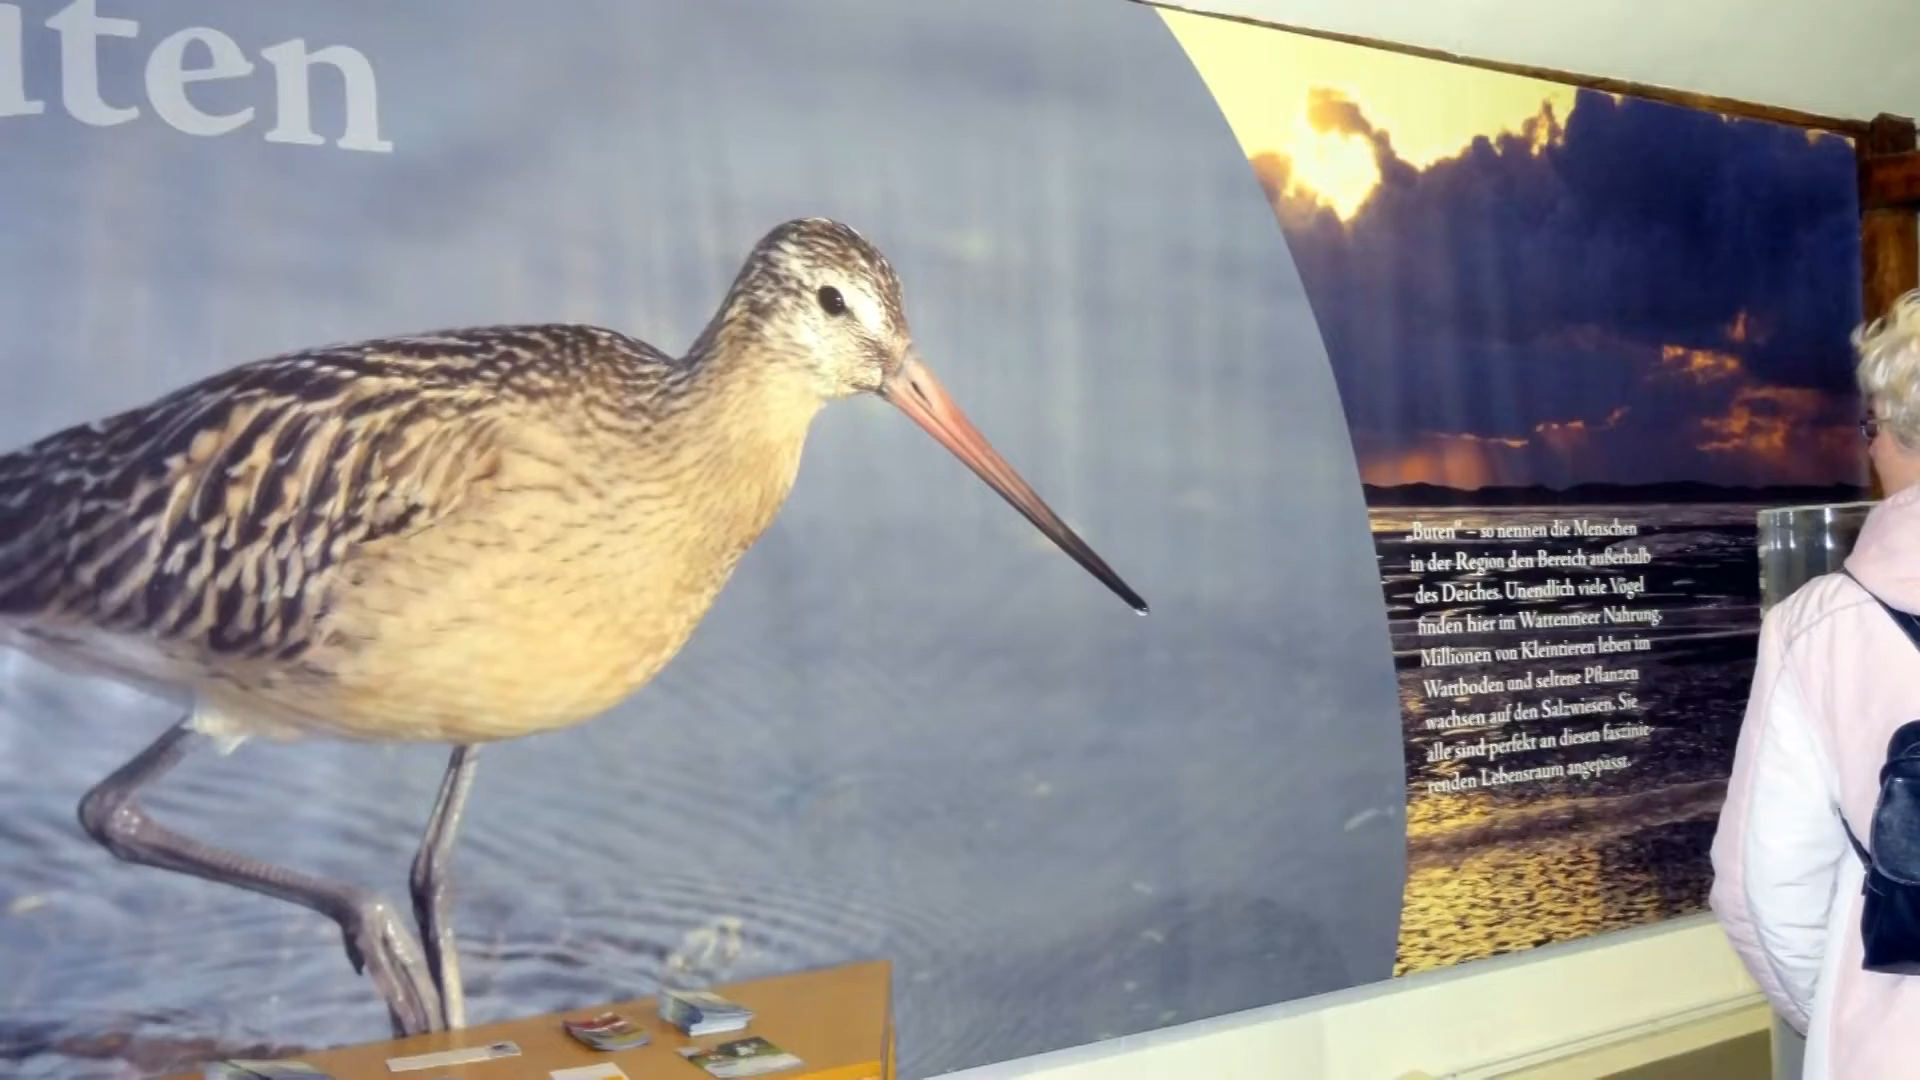 uten
„Buten“ – so nennen die Menschen
in der Region den Bereich außerhalb
des Deiches. Unendlich viele Vögel
finden hier im Wattenmeer Nahrung,
Millionen von Kleintieren leben im
Wattboden und seltene Pflanzen
wachsen auf den Salzwiesen. Sie
alle sind perfekt an diesen faszinie-
renden Lebensraum angepasst.